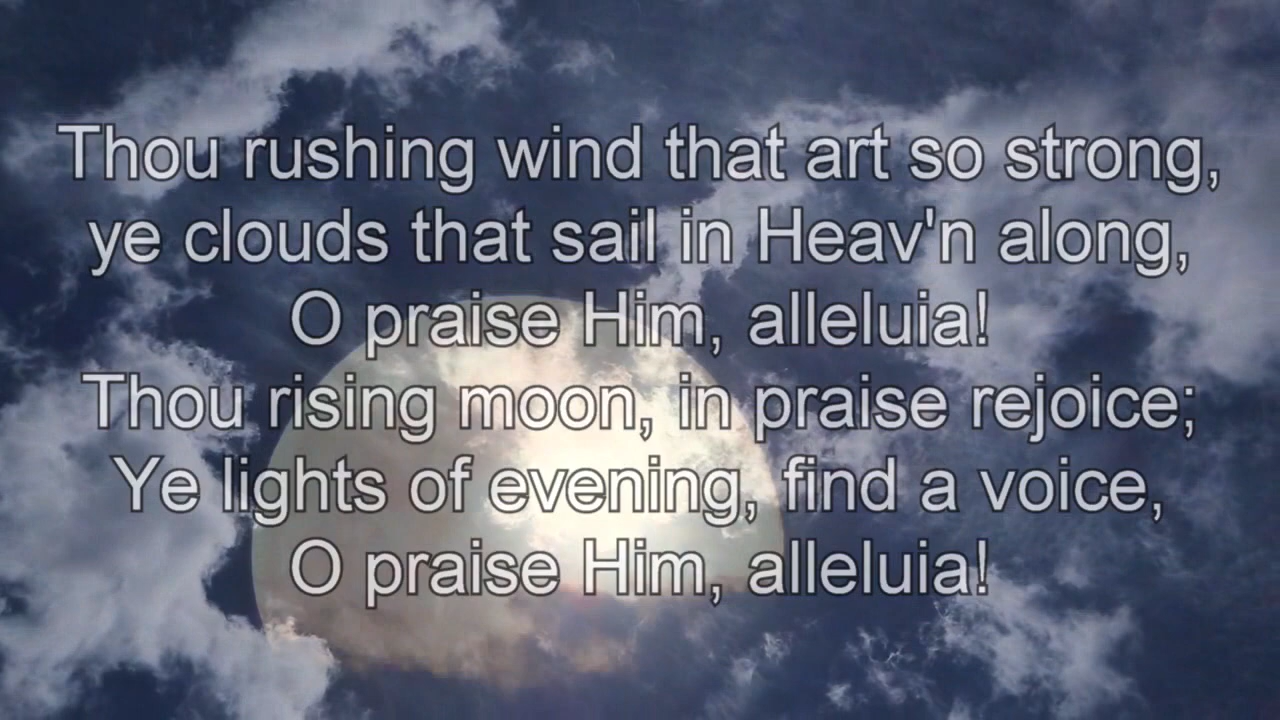 Thou rushing wind that art so strong,
ye clouds that sail in Heav'n along,
O praise Him, alleluia!
Thou rising moon, in praise rejoice;
Ye lights of evening, find a voice,
O praise Him, alleluia!